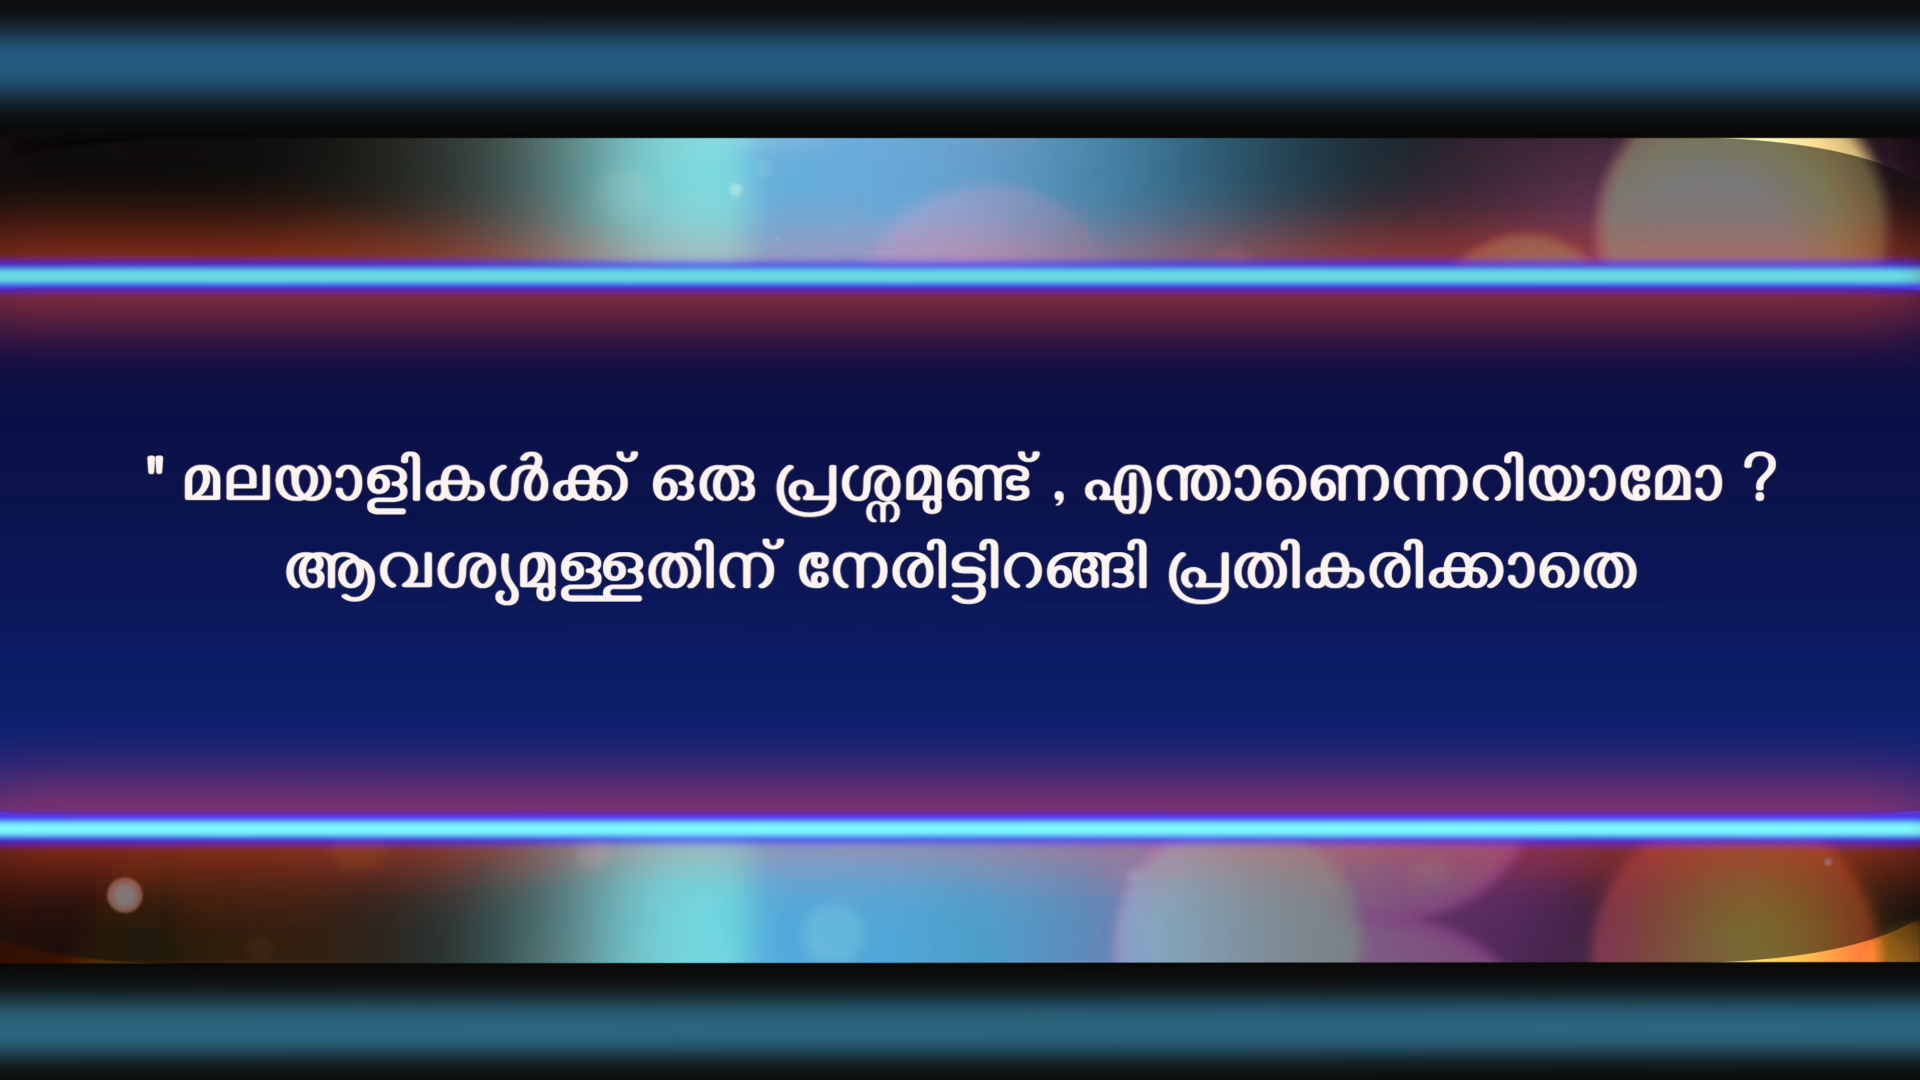 " മലയാളികൾക്ക് ഒരു പ്രശ്നമുണ്ട് , എന്താണെന്നറിയാമോ ?
ആവശ്യമുള്ളതിന് നേരിട്ടിറങ്ങി പ്രതികരിക്കാതെ